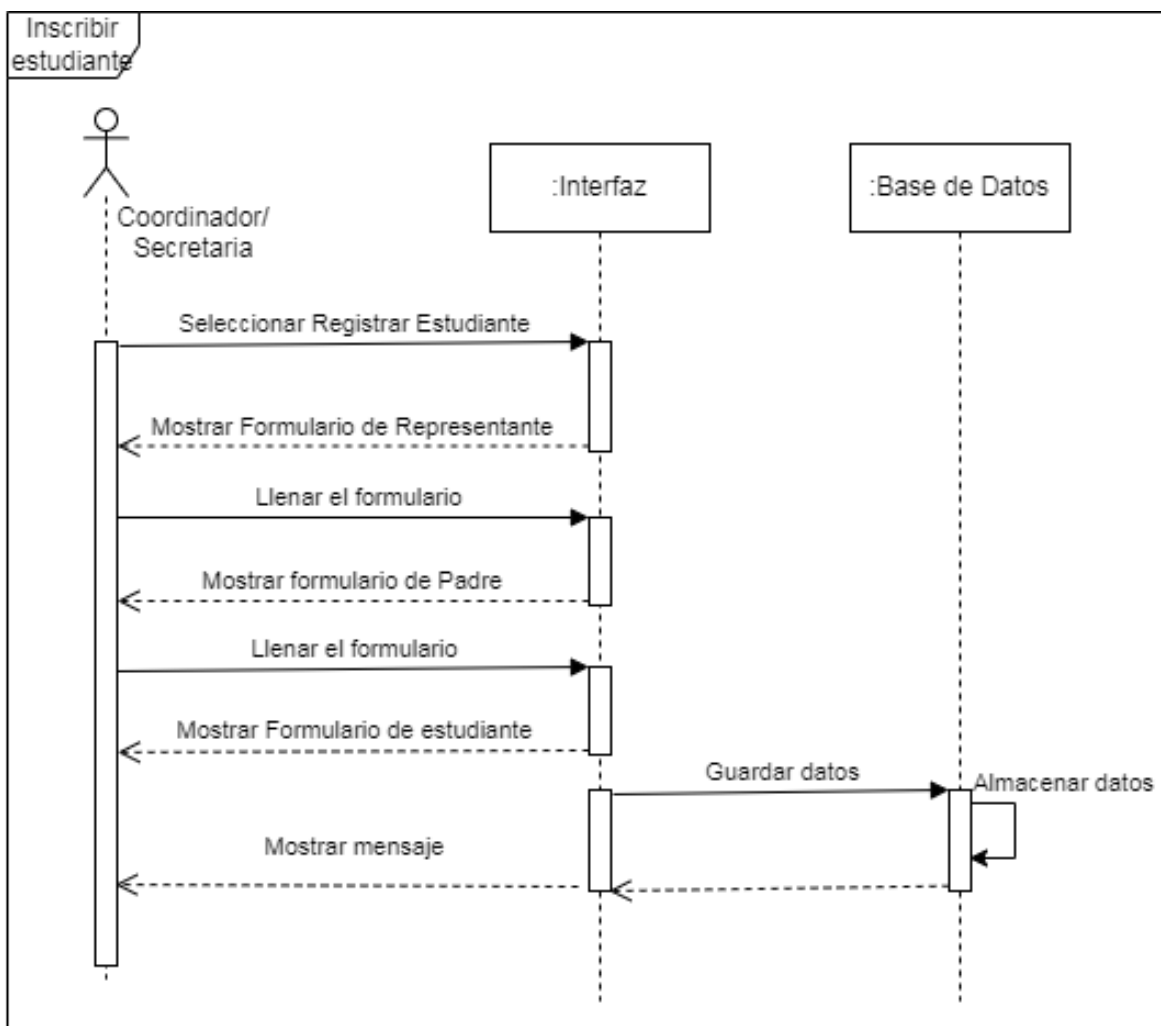 Inscribir
estudiante
:Interfaz
:Base de Datos
Coordinador/
Secretaria
Seleccionar Registrar Estudiante
Mostrar Formulario de Representante
Llenar el formulario
Mostrar formulario de Padre
Llenar el formulario
Mostrar Formulario de estudiante
Guardar datos
Almacenar datos
Mostrar mensaje